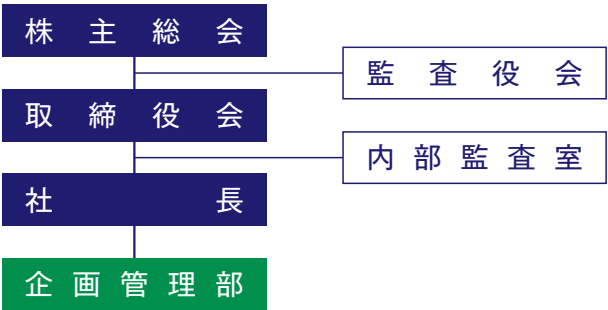 株主総会
監査役会
取締役会
内部監査室
社長
企画管理部